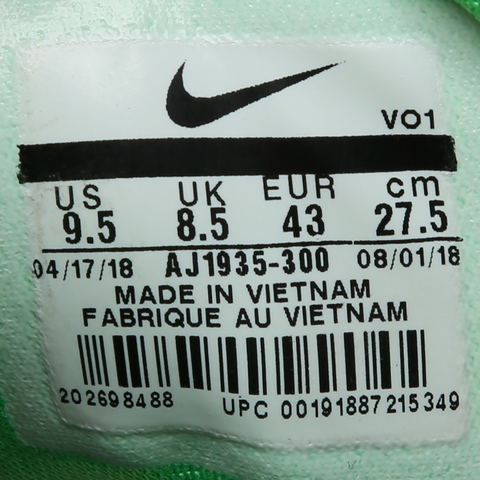 VO1
US UK EUR cm
9.5 8.5 43 27.5
04/17/18 AJ1935-300 08/01/18
MADE IN VIETNAM
FABRIQUE AU VIETNAM
202698488 UPC 00191887215349